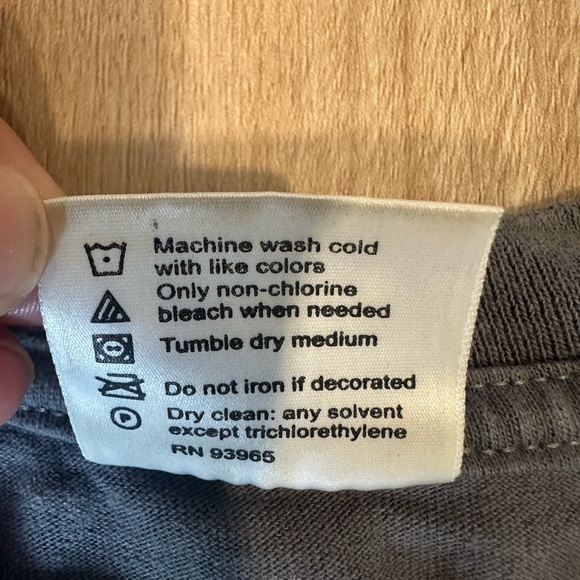 Machine wash cold
with like colors
Only non-chlorine
bleach when needed
Tumble dry medium
Do not iron if decorated
Dry clean: any solvent
except trichlorethylene
RN 93965